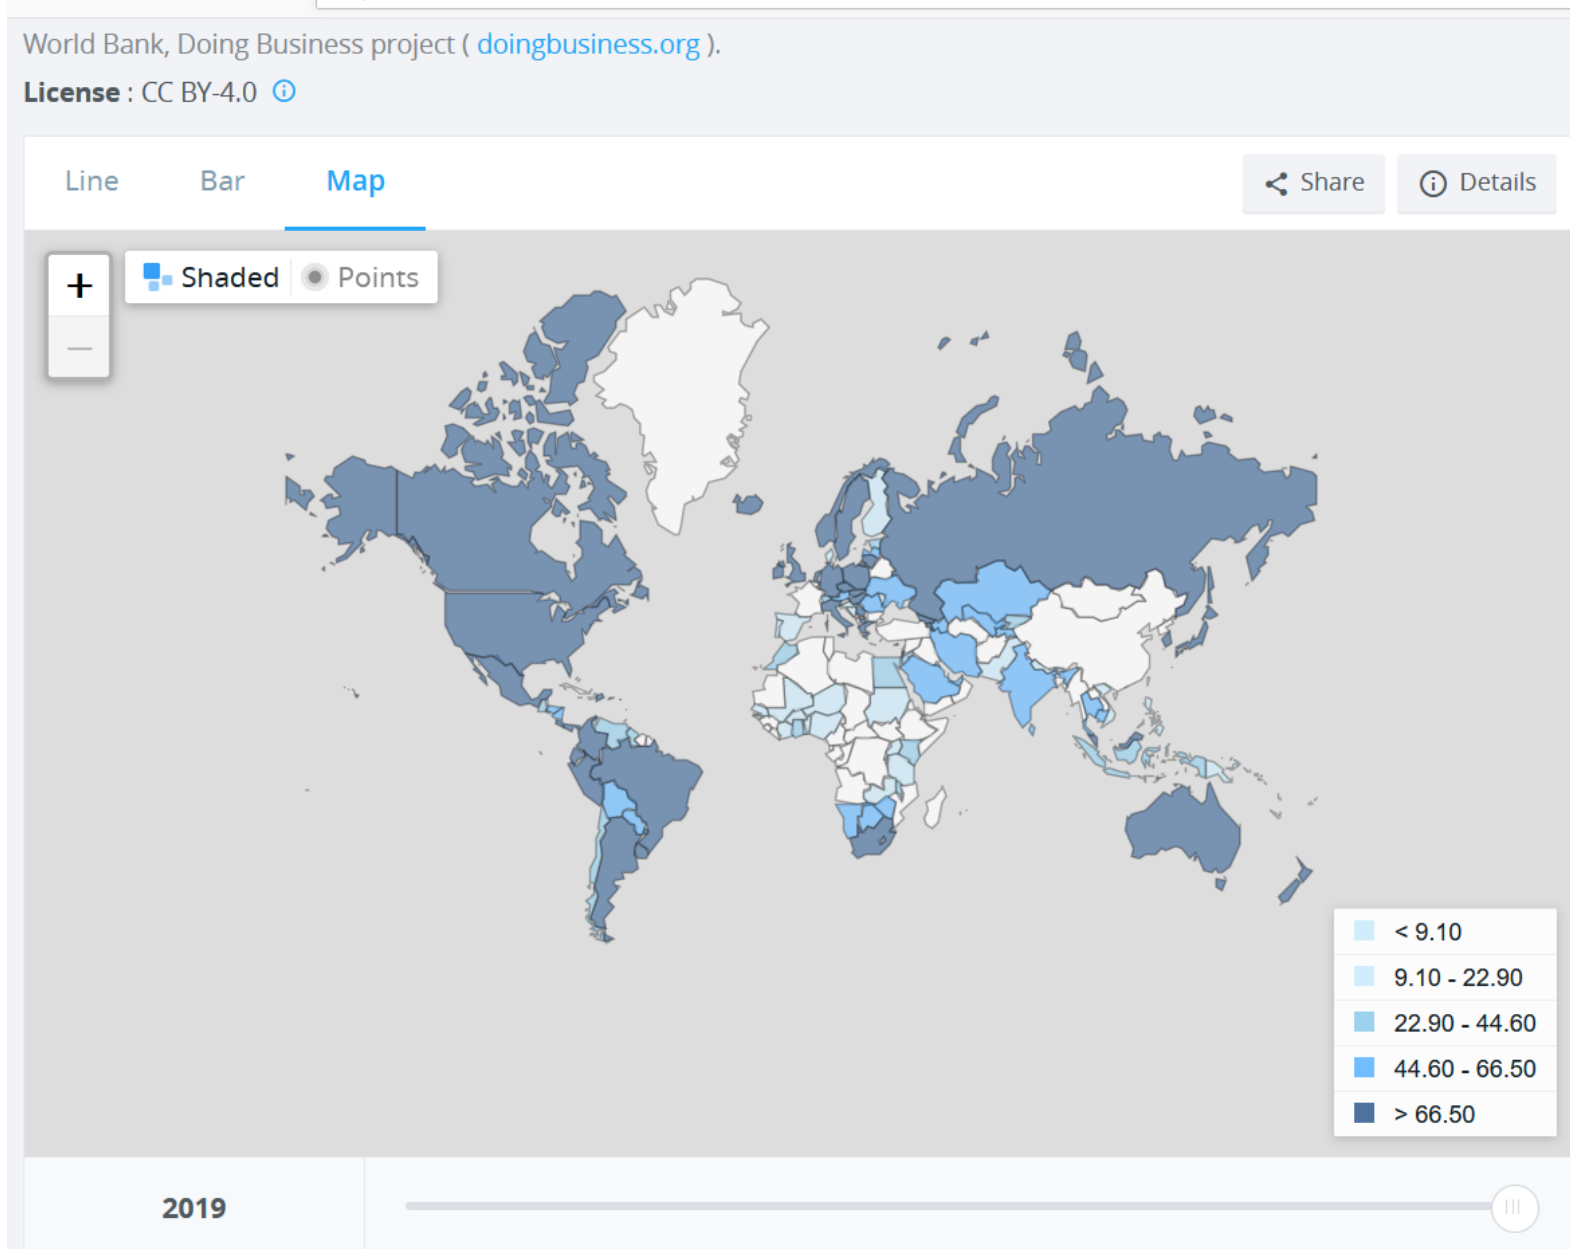 World Bank, Doing Business project ( doingbusiness.org ).
License : CC BY-4.0
Line Bar Map Share Details
+ Shaded Points
−
< 9.10
9.10 - 22.90
22.90 - 44.60
44.60 - 66.50
> 66.50
2019